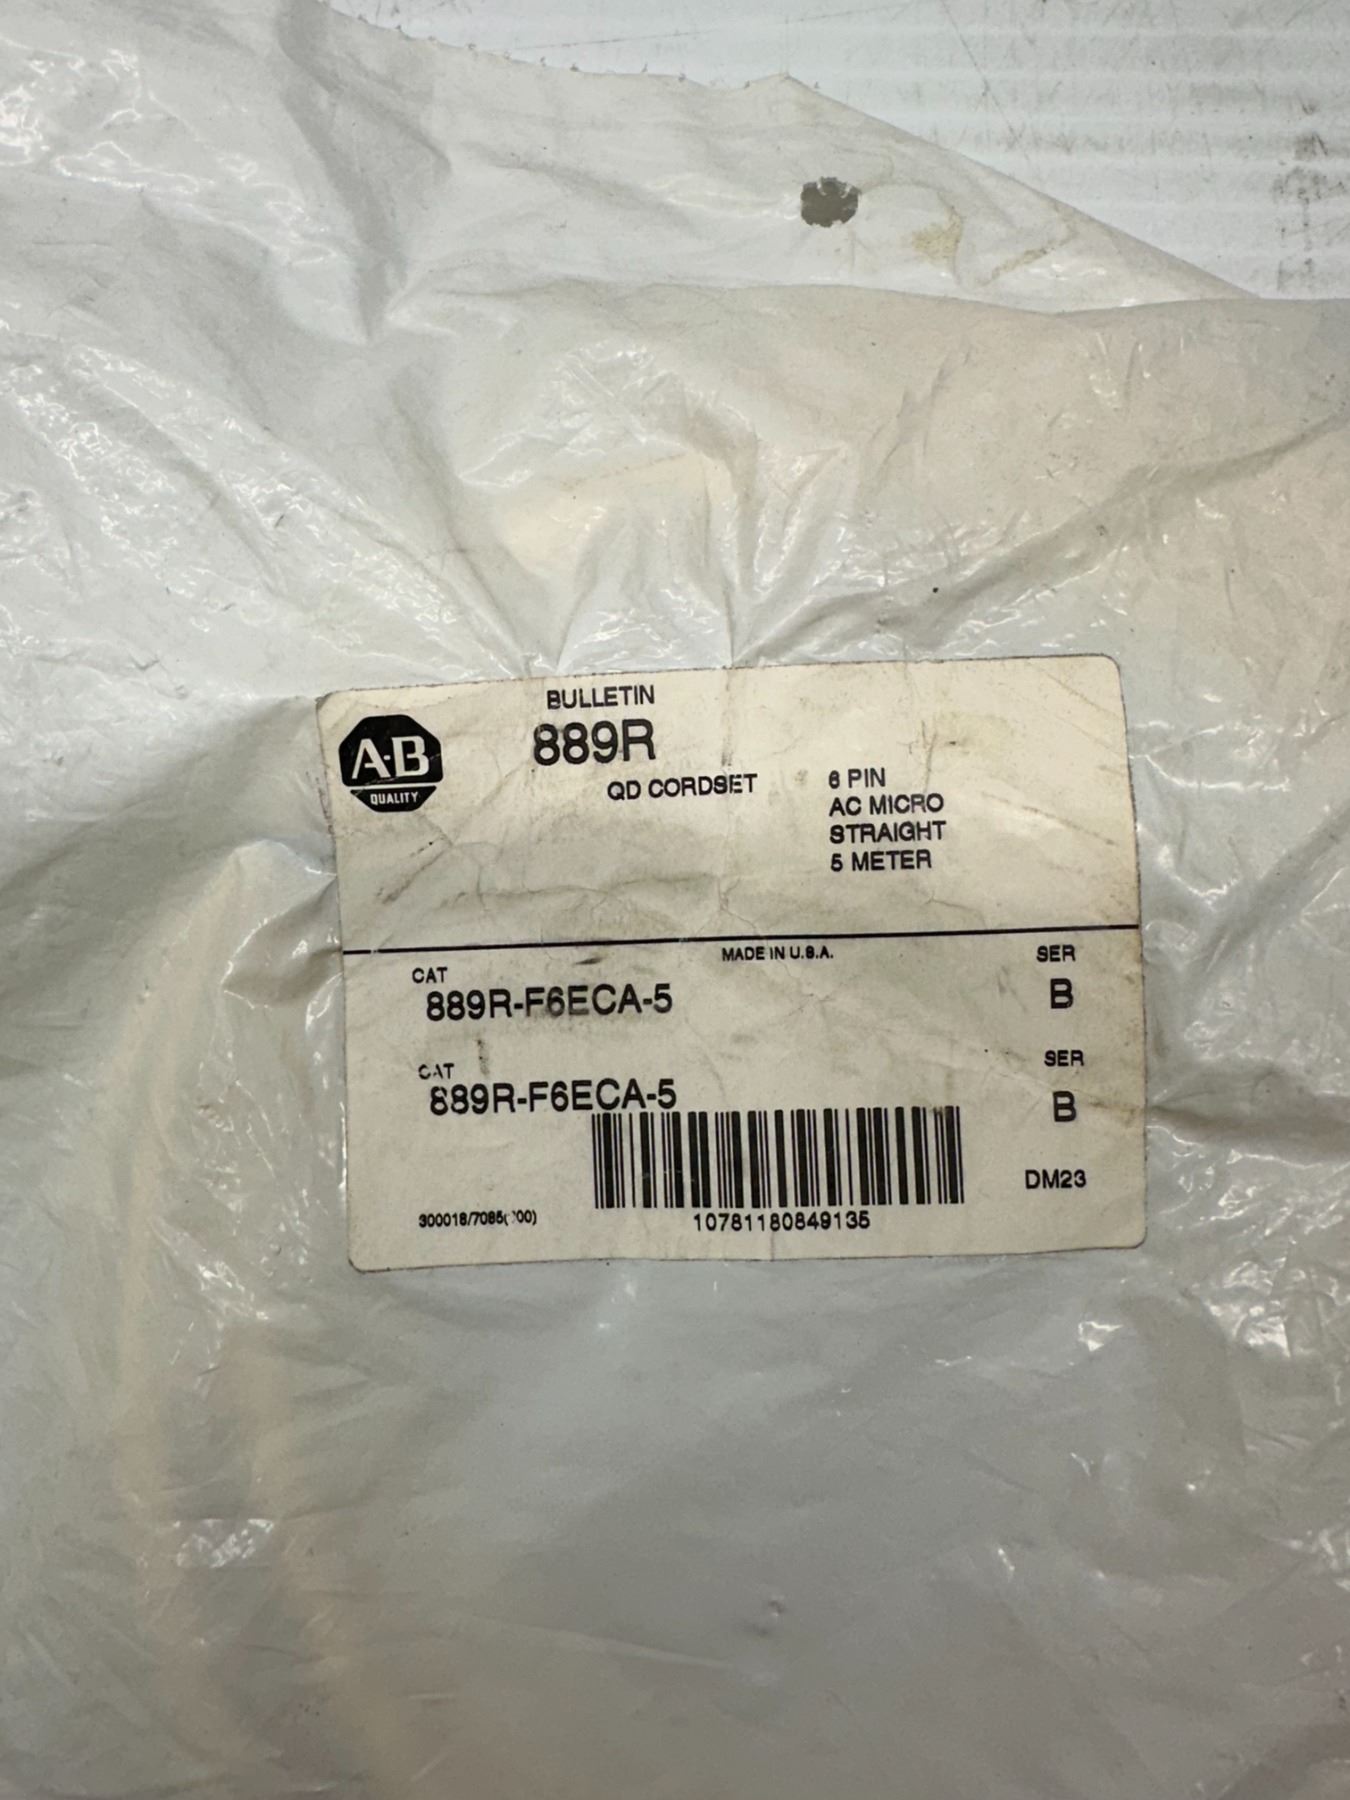 BULLETIN
889R
A-B
QUALITY
QD CORDSET
6 PIN
AC MICRO
STRAIGHT
5 METER
MADE IN U.S.A.
SER
CAT
889R-F6ECA-5
B
SER
CAT
889R-F6ECA-5
B
DM23
10781180849135